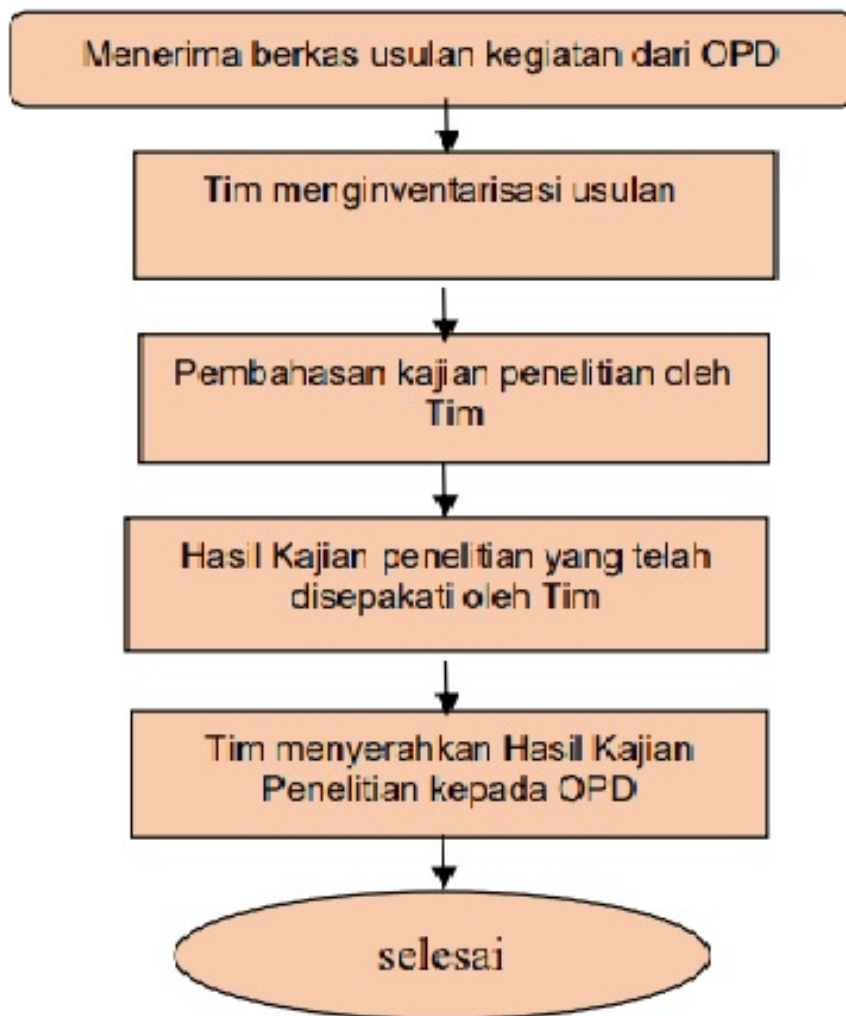 Menerima berkas usulan kegiatan dari OPD
Tim menginventarisasi usulan
Pembahasan kajian penelitian oleh
Tim
Hasil Kajian penelitian yang telah
disepakati oleh Tim
Tim menyerahkan Hasil Kajian
Penelitian kepada OPD
selesai